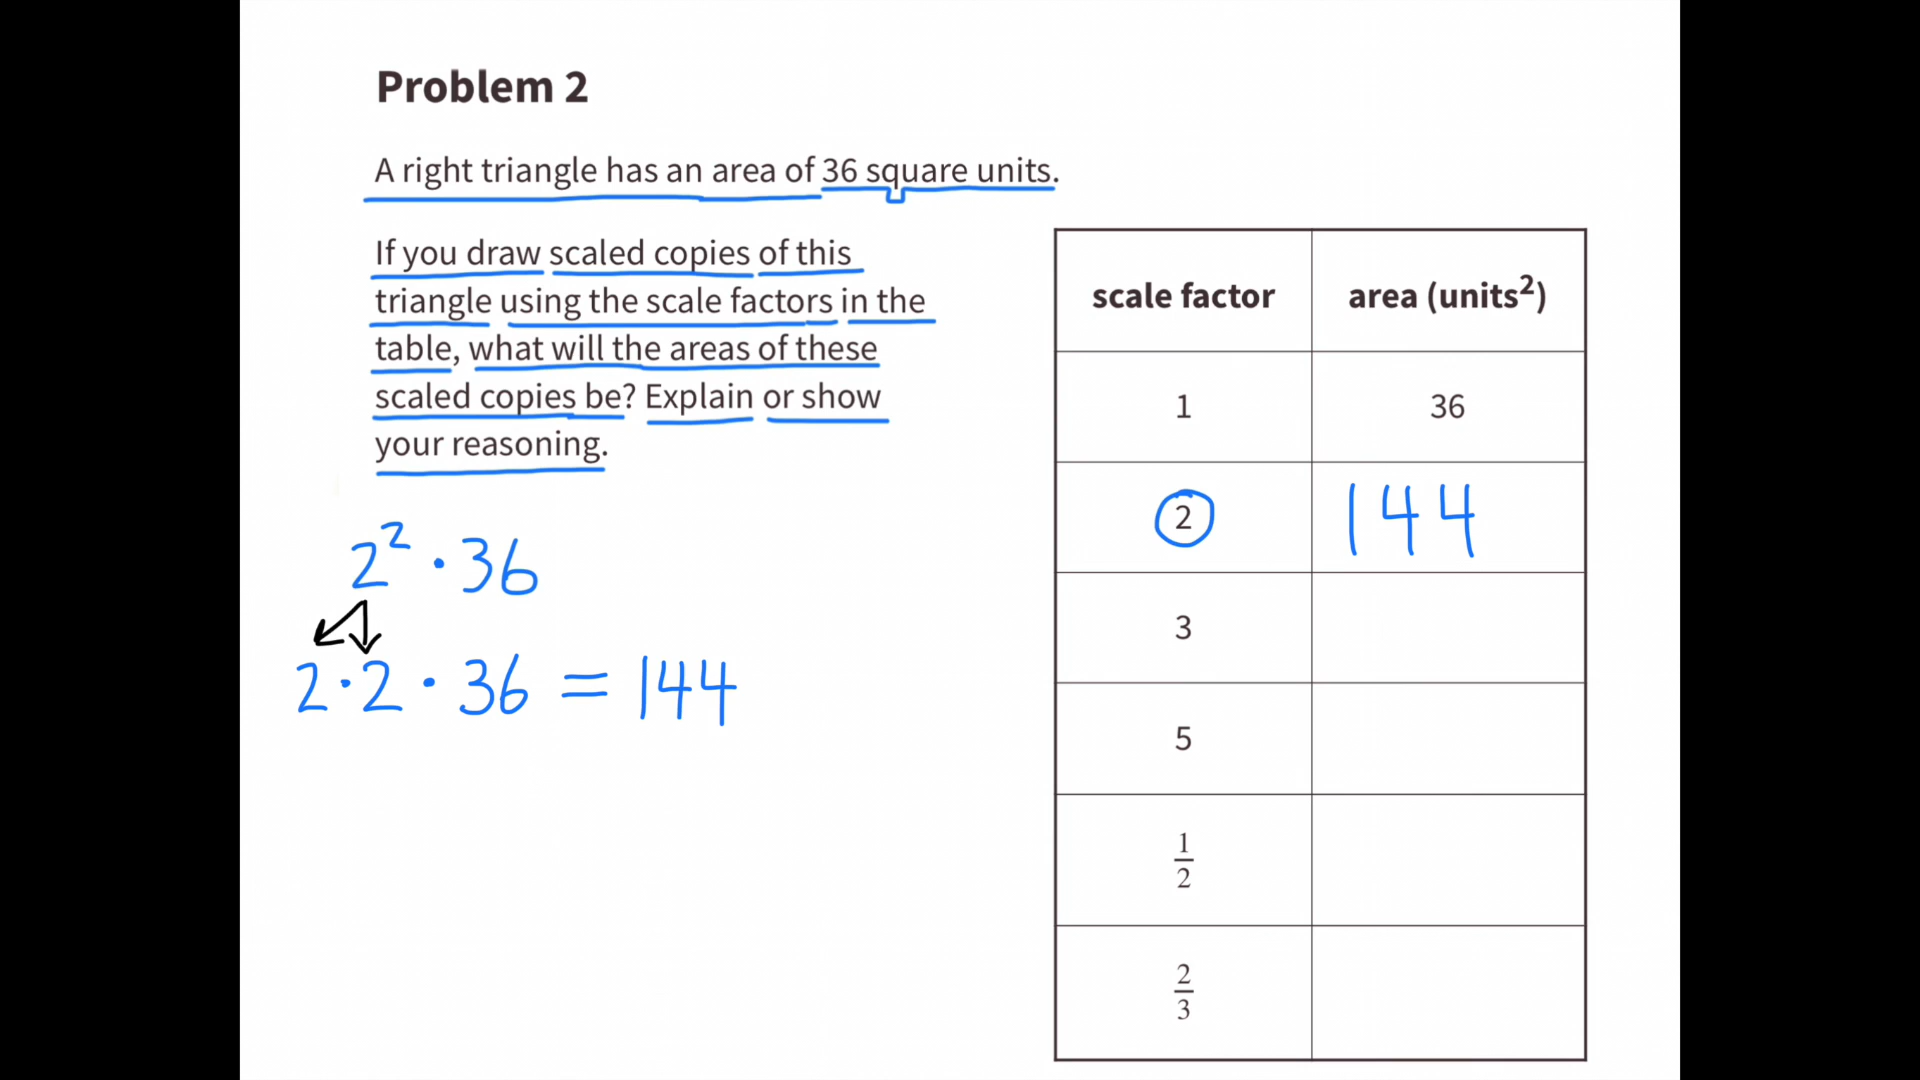 Problem 2
A right triangle has an area of 36 square units.
If you draw scaled copies of this
triangle using the scale factors in the
table, what will the areas of these
scaled copies be? Explain or show
your reasoning.
2² · 36
2 · 2 · 36 = 144
scale factor area (units²)
1 36
2 144
3
5
1/2
2/3